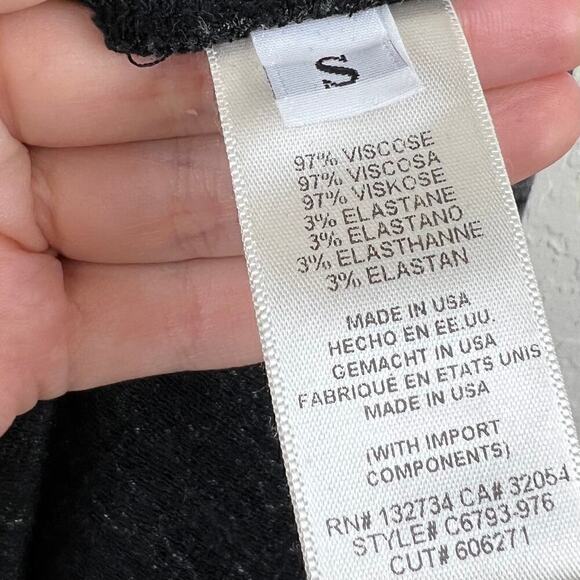 S
97% VISCOSE
97% VISCOSA
97% VISKOSE
3% ELASTANE
3% ELASTANO
3% ELASTHANNE
3% ELASTAN
MADE IN USA
HECHO EN EE.UU.
GEMACHT IN USA
FABRIQUE EN ETATS UNIS
MADE IN USA
(WITH IMPORT
COMPONENTS)
RN# 132734 CA# 32054
STYLE# C6793-976
CUT# 606271